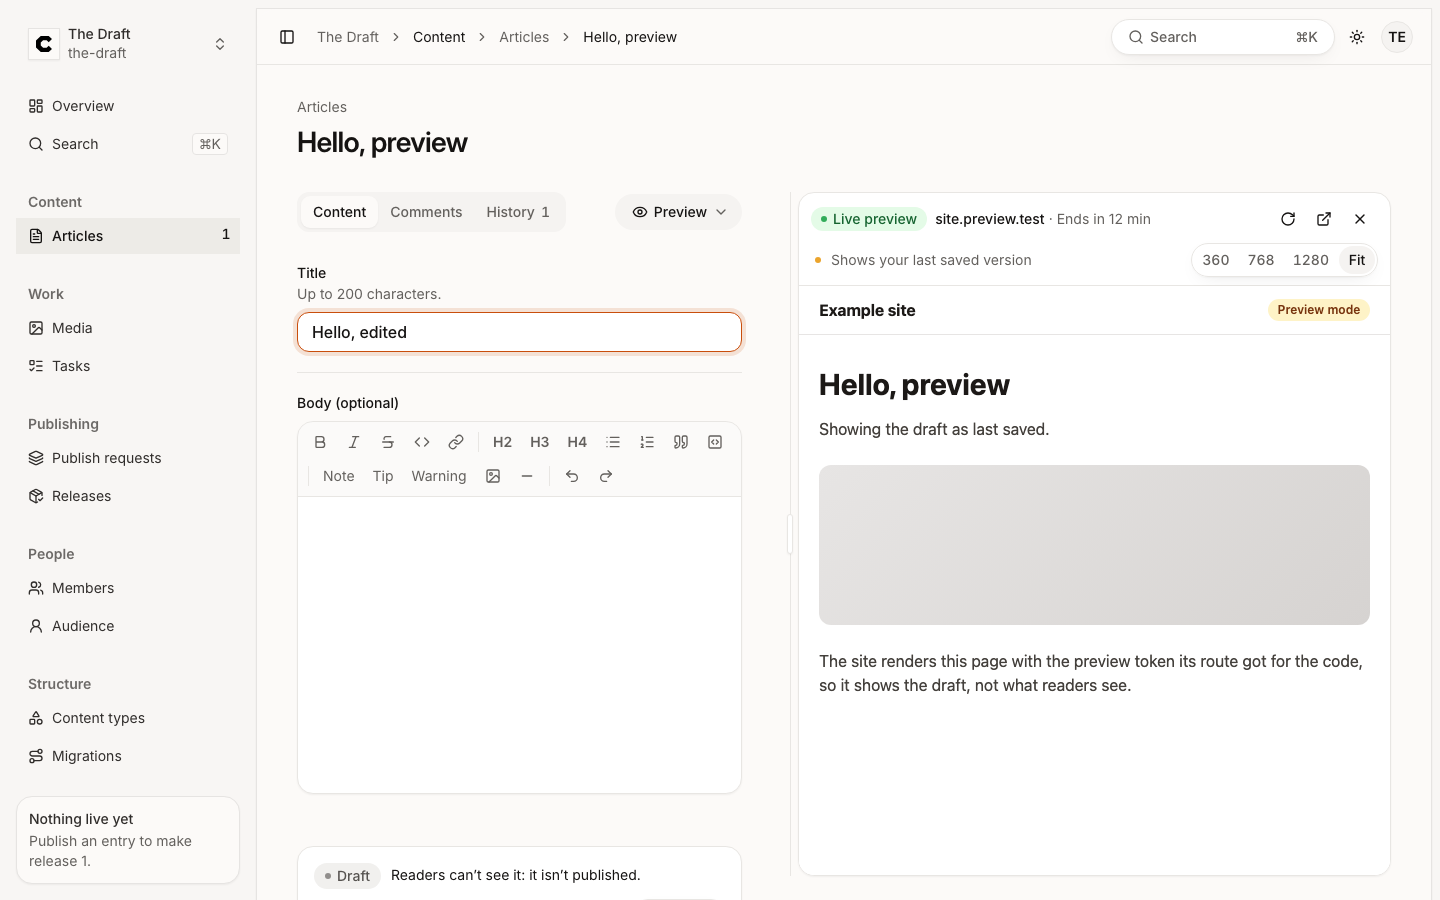 The Draft
the-draft
Overview
Search ⌘K
Content
Articles 1
Work
Media
Tasks
Publishing
Publish requests
Releases
People
Members
Audience
Structure
Content types
Migrations
Nothing live yet
Publish an entry to make
release 1.
The Draft > Content > Articles > Hello, preview
Search ⌘K
TE
Articles
Hello, preview
Content Comments History 1
Preview
Title
Up to 200 characters.
Hello, edited
Body (optional)
B I S <> H2 H3 H4
Note Tip Warning
Draft Readers can’t see it: it isn’t published.
Live preview site.preview.test · Ends in 12 min
Shows your last saved version
360 768 1280 Fit
Example site
Preview mode
Hello, preview
Showing the draft as last saved.
The site renders this page with the preview token its route got for the code,
so it shows the draft, not what readers see.